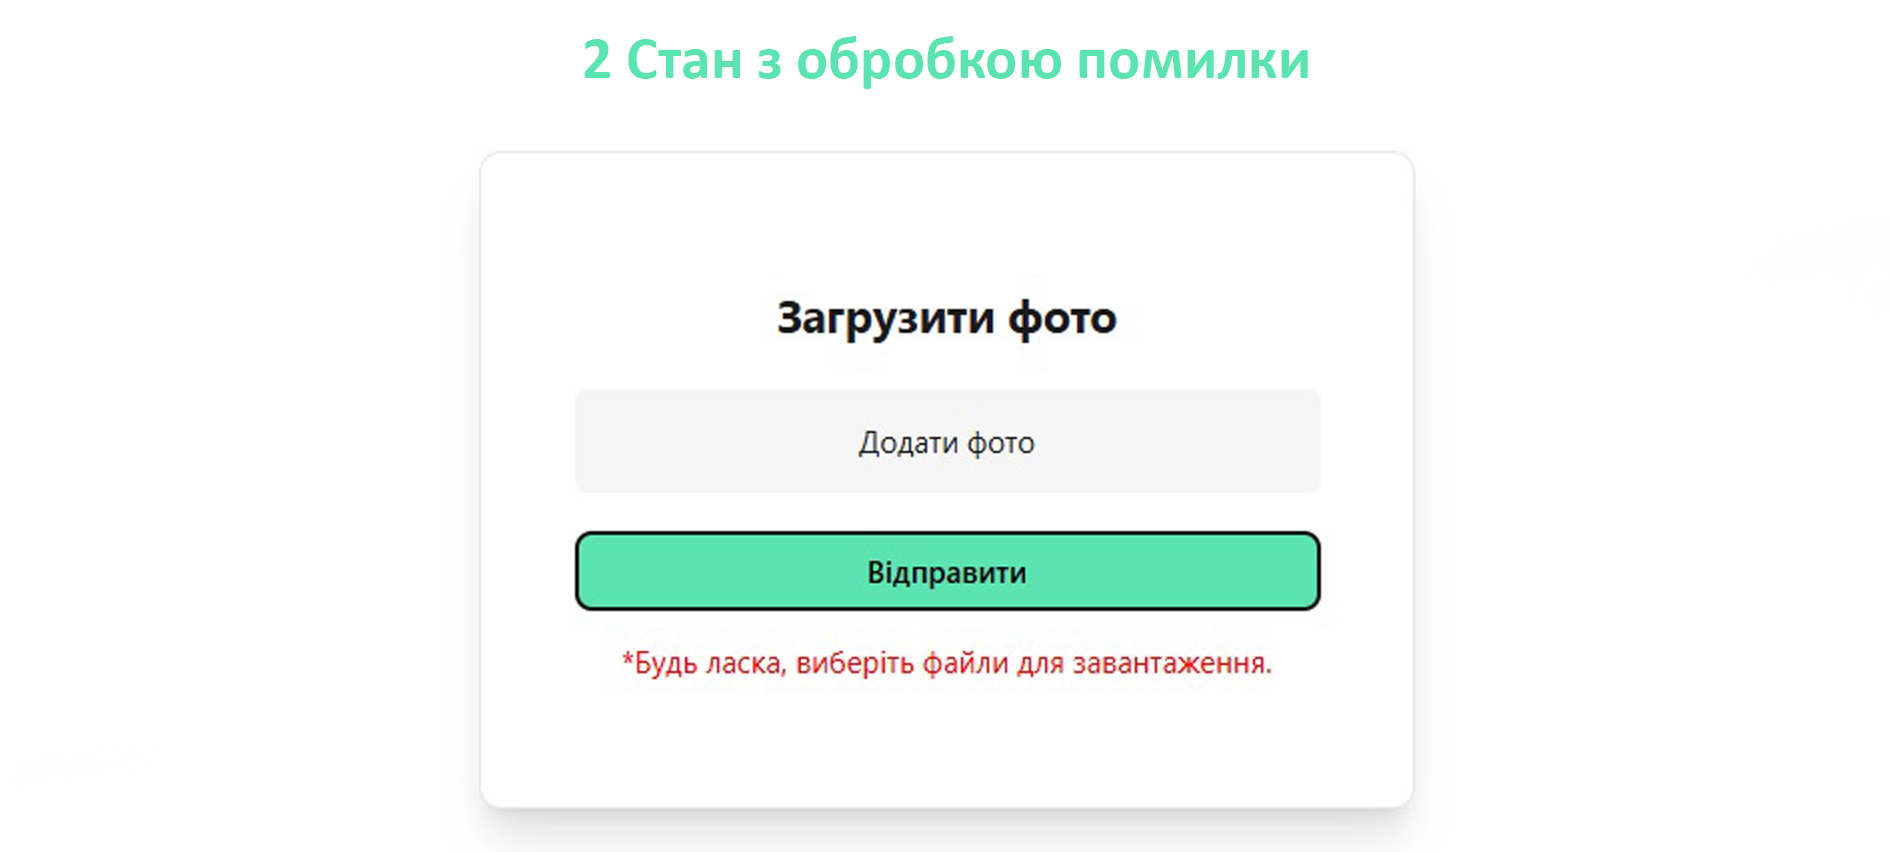 2 Стан з обробкою помилки
Загрузити фото
Додати фото
Відправити
*Будь ласка, виберіть файли для завантаження.